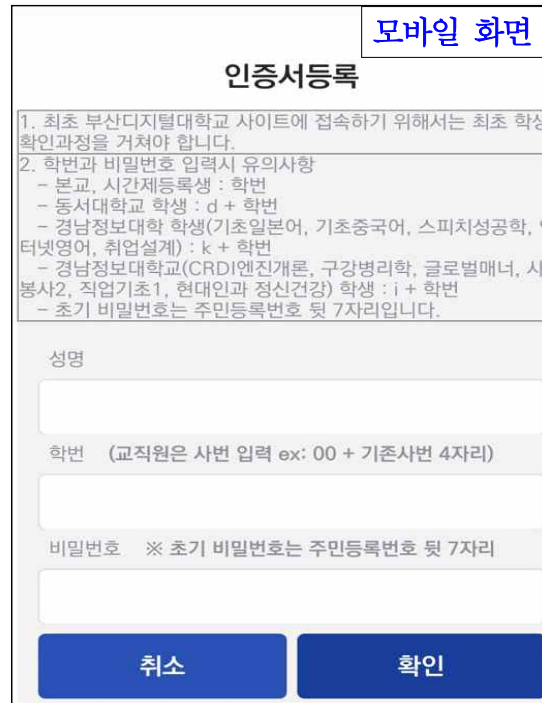 모바일 화면
인증서등록
1. 최초 부산디지털대학교 사이트에 접속하기 위해서는 최초
확인과정을 거쳐야 합니다.
2. 학번과 비밀번호 입력시 유의사항
- 본교, 시간제등록생 : 학번
- 동서대학교 학생 : d + 학번
- 경남정보대학 학생(기초일본어, 기초중국어, 스피치성공학,
터넷영어, 취업설계) : k + 학번
- 경남정보대학교(CRDI엔진개론, 구강병리학, 글로벌매너,
봉사2, 직업기초1, 현대인과 정신건강) 학생 : i + 학번
- 초기 비밀번호는 주민등록번호 뒷 7자리입니다.
성명
학번 (교직원은 사번 입력 ex: 00 + 기존사번 4자리)
비밀번호 ※ 초기 비밀번호는 주민등록번호 뒷 7자리
취소 확인